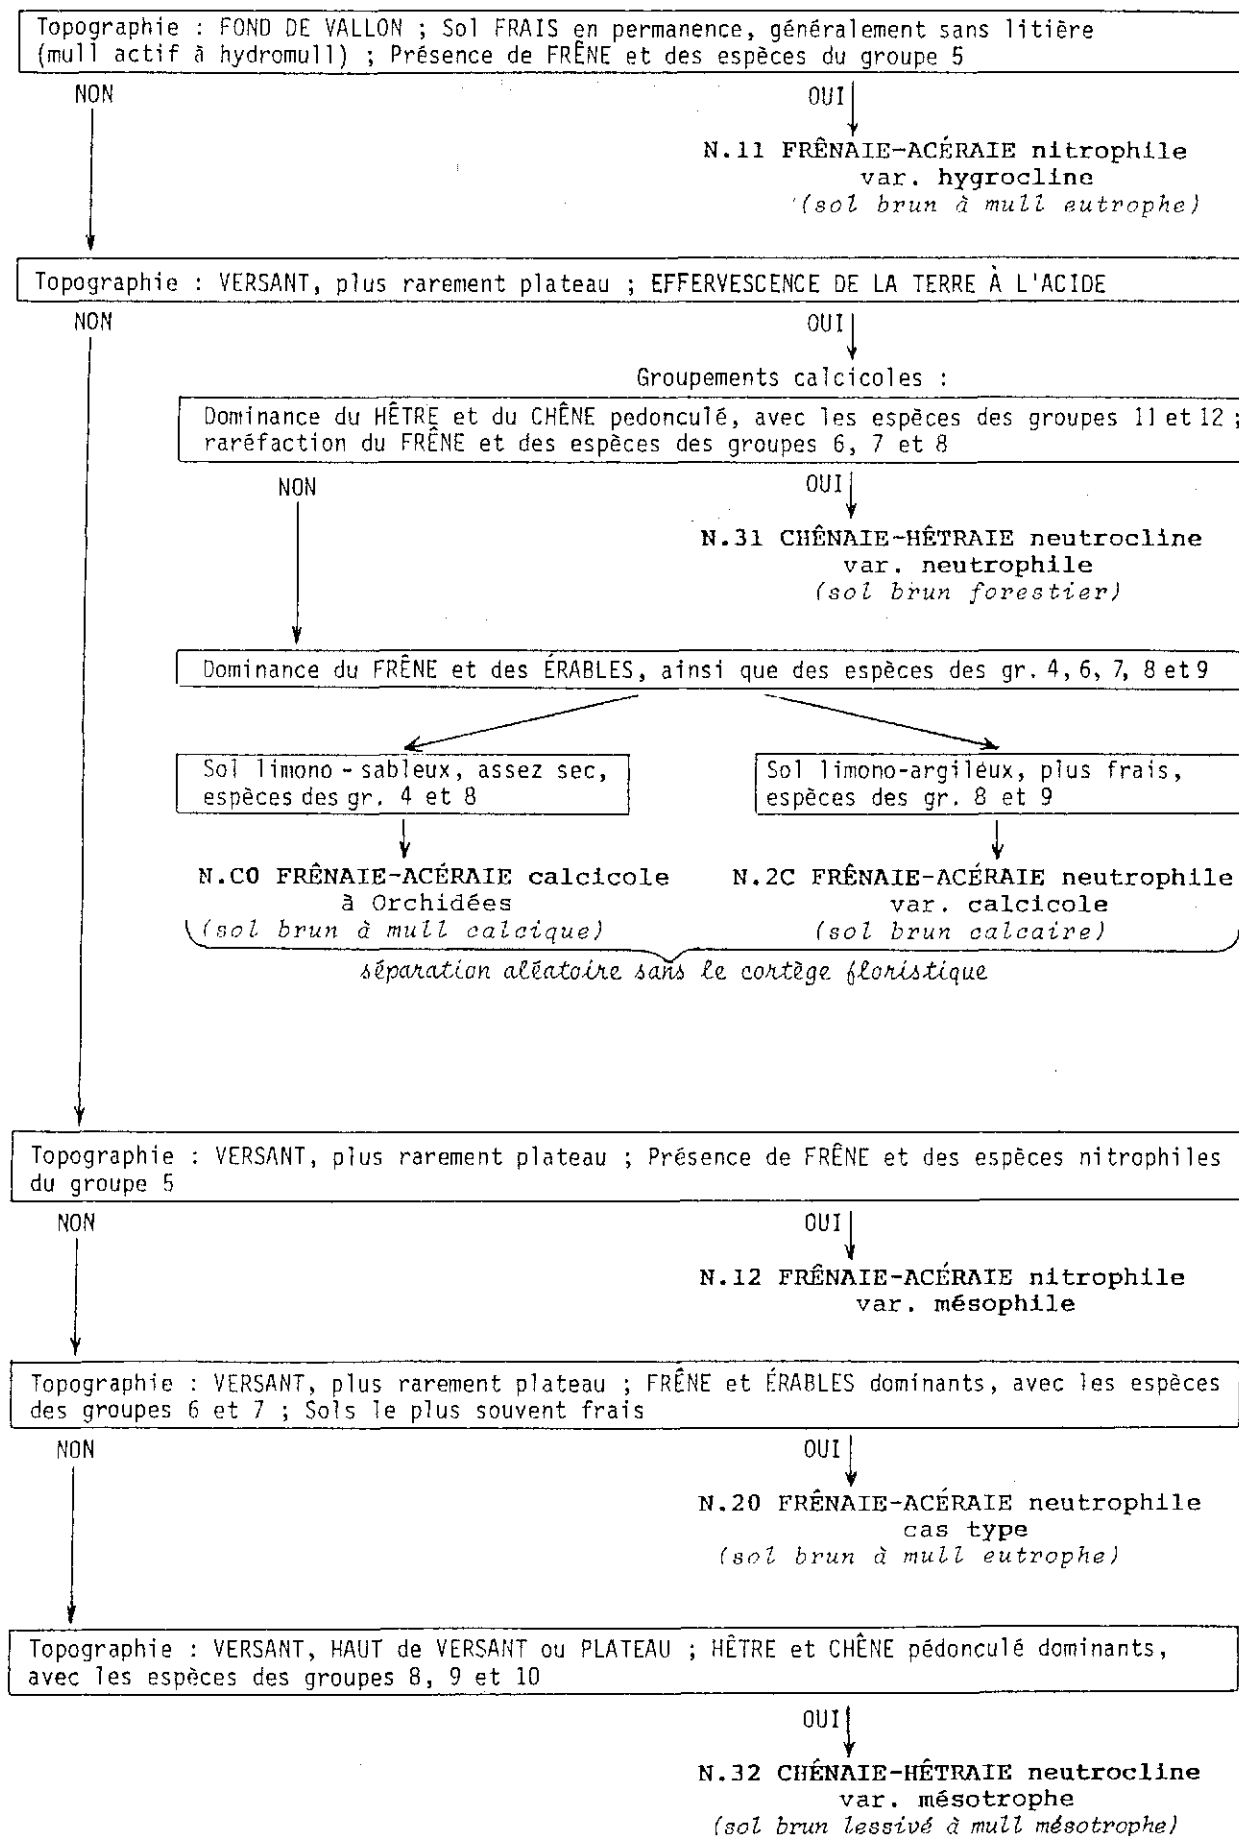 Topographie : FOND DE VALLON ; Sol FRAIS en permanence, généralement sans litière
(mull actif à hydromull) ; Présence de FRÊNE et des espèces du groupe 5
NON
OUI
N.11 FRÊNAIE-ACÉRAIE nitrophile
var. hygrocline
(sol brun à mull eutrophe)
Topographie : VERSANT, plus rarement plateau ; EFFERVESCENCE DE LA TERRE À L'ACIDE
NON
OUI
Groupements calcicoles :
Dominance du HÊTRE et du CHÊNE pedonculé, avec les espèces des groupes 11 et 12 ;
raréfaction du FRÊNE et des espèces des groupes 6, 7 et 8
NON
OUI
N.31 CHÊNAIE-HÊTRAIE neutrocline
var. neutrophile
(sol brun forestier)
Dominance du FRÊNE et des ÉRABLES, ainsi que des espèces des gr. 4, 6, 7, 8 et 9
Sol limono-sableux, assez sec,
espèces des gr. 4 et 8
Sol limono-argileux, plus frais,
espèces des gr. 8 et 9
N.C0 FRÊNAIE-ACÉRAIE calcicole
à Orchidées
(sol brun à mull calcique)
N.2C FRÊNAIE-ACÉRAIE neutrophile
var. calcicole
(sol brun calcaire)
séparation aléatoire sans le cortège floristique
Topographie : VERSANT, plus rarement plateau ; Présence de FRÊNE et des espèces nitrophiles
du groupe 5
NON
OUI
N.12 FRÊNAIE-ACÉRAIE nitrophile
var. mésophile
Topographie : VERSANT, plus rarement plateau ; FRÊNE et ÉRABLES dominants, avec les espèces
des groupes 6 et 7 ; Sols le plus souvent frais
NON
OUI
N.20 FRÊNAIE-ACÉRAIE neutrophile
cas type
(sol brun à mull eutrophe)
Topographie : VERSANT, HAUT de VERSANT ou PLATEAU ; HÊTRE et CHÊNE pédonculé dominants,
avec les espèces des groupes 8, 9 et 10
OUI
N.32 CHÊNAIE-HÊTRAIE neutrocline
var. mésotrophe
(sol brun lessivé à mull mésotrophe)